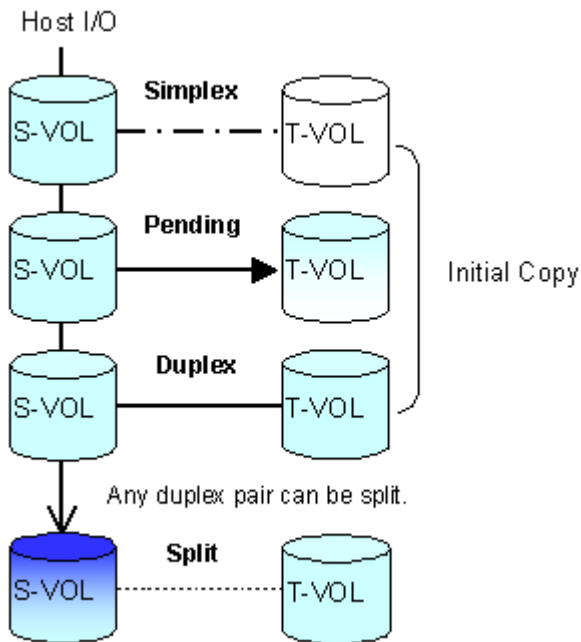 Host I/O
Simplex
S-VOL
T-VOL
Pending
S-VOL
T-VOL
Initial Copy
Duplex
S-VOL
T-VOL
Any duplex pair can be split.
Split
S-VOL
T-VOL